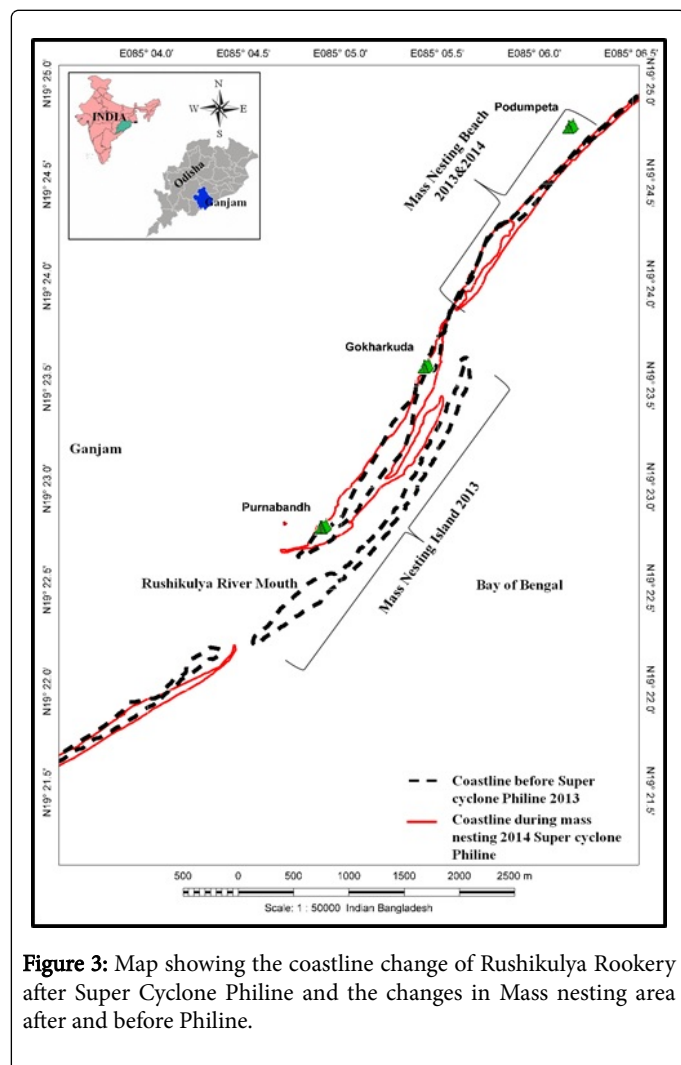 E085° 04.0' E085° 04.5' E085° 05.0' E085° 05.5' E085° 06.0' E085° 06.5'
N19° 25.0'
N19° 24.5'
N19° 24.0'
N19° 23.5'
N19° 23.0'
N19° 22.5'
N19° 22.0'
N19° 21.5'
N19° 25.0'
N19° 24.5'
N19° 24.0'
N19° 23.5'
N19° 23.0'
N19° 22.5'
N19° 22.0'
N19° 21.5'
INDIA
N
W E
S
Odisha
Ganjam
Podumpeta
Mass Nesting Beach
2013&2014
Gokharkuda
Ganjam
Purnabandh
Rushikulya River Mouth
Mass Nesting Island 2013
Bay of Bengal
Coastline before Super
cyclone Philine 2013
Coastline during mass
nesting 2014 Super cyclone
Philine
500 0 500 1000 1500 2000 2500 m
Scale: 1 : 50000 Indian Bangladesh
Figure 3: Map showing the coastline change of Rushikulya Rookery
after Super Cyclone Philine and the changes in Mass nesting area
after and before Philine.